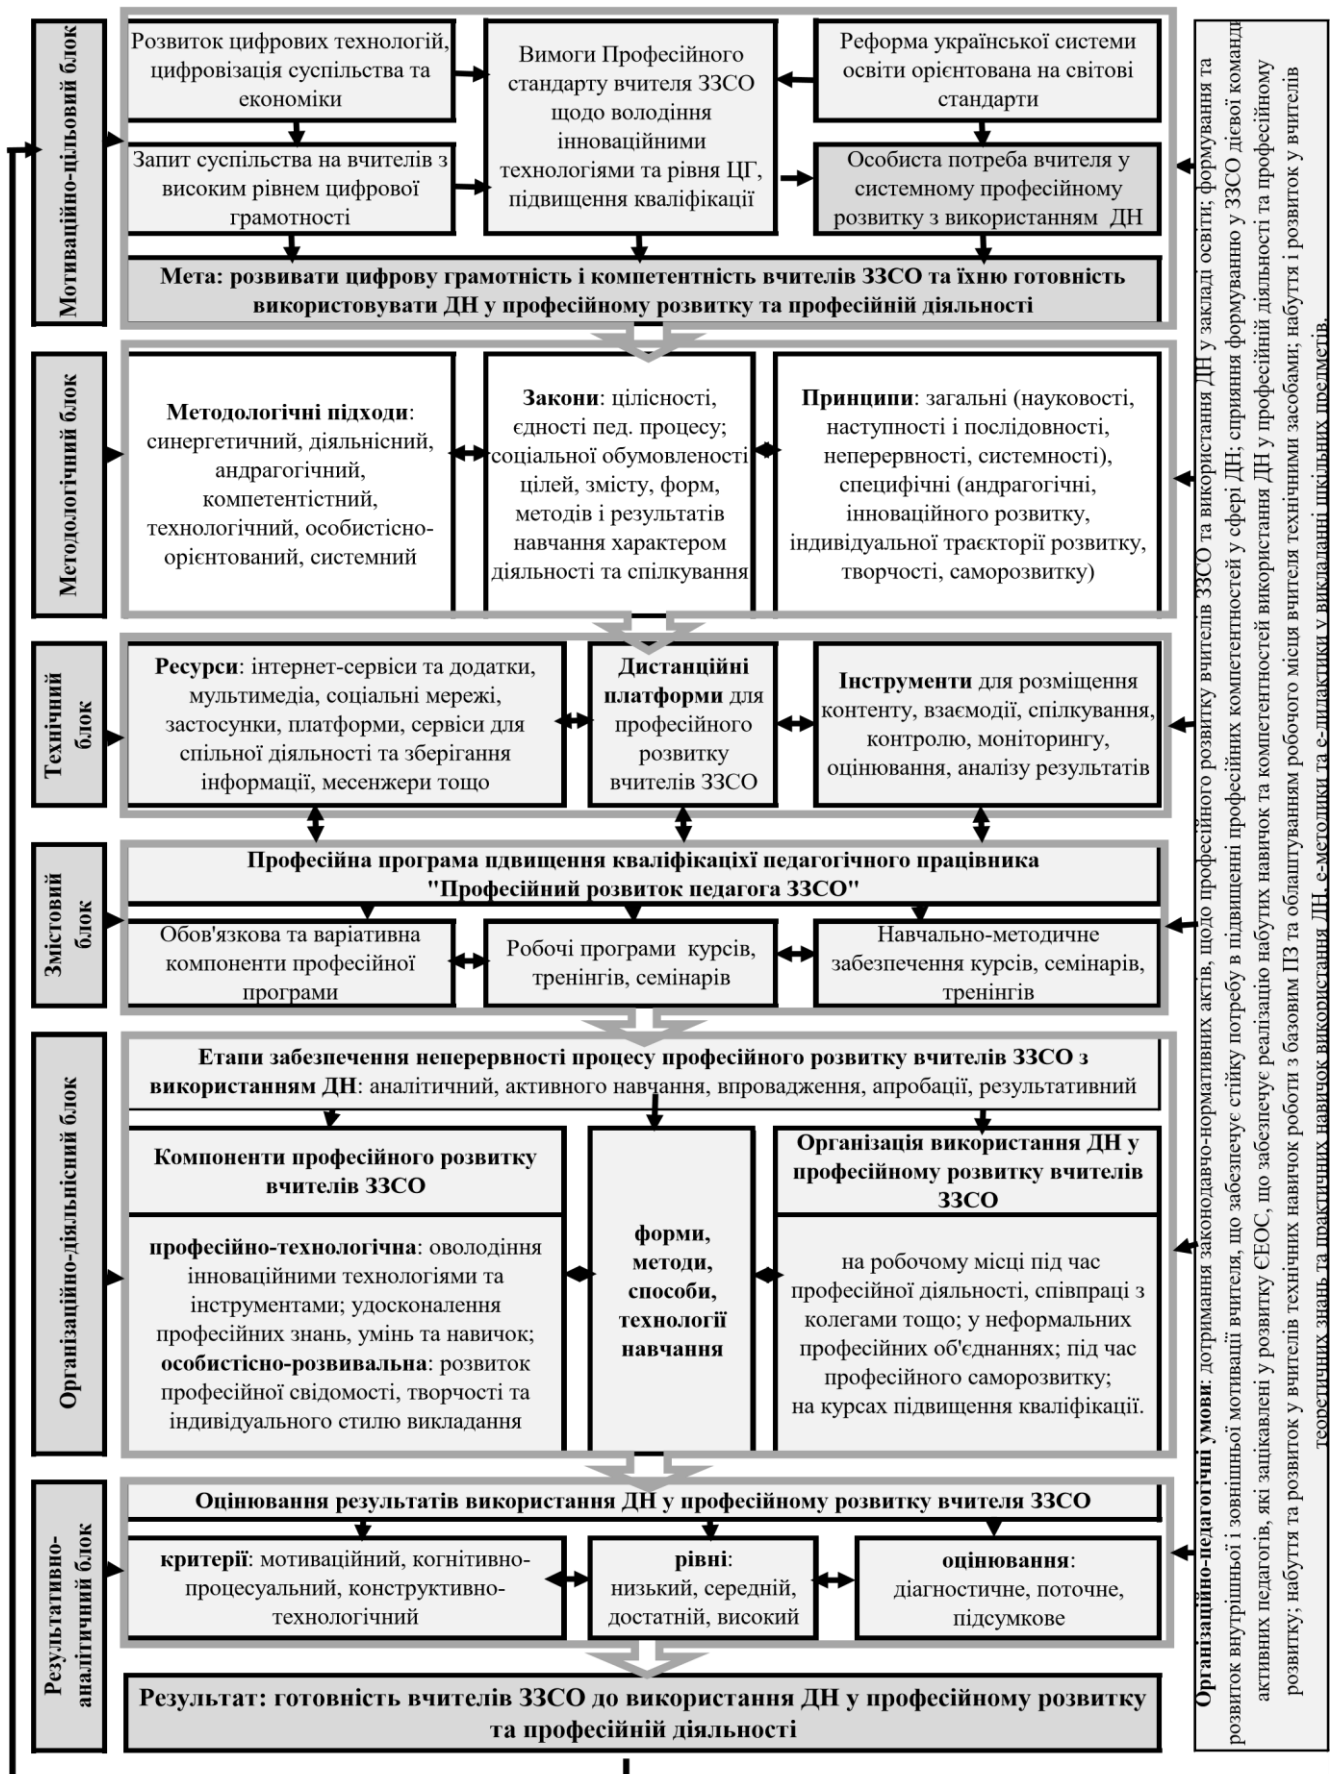 Мотиваційно-цільовий блок
Розвиток цифрових технологій,
цифровізація суспільства та
економіки
Вимоги Професійного
стандарту вчителя ЗЗСО
щодо володіння
інноваційними
технологіями та рівня ЦГ,
підвищення кваліфікації
Реформа української системи
освіти орієнтована на світові
стандарти
Запит суспільства на вчителів з
високим рівнем цифрової
грамотності
Особиста потреба вчителя у
системному професійному
розвитку з використанням ДН
Мета: розвивати цифрову грамотність і компетентність вчителів ЗЗСО та їхню готовність
використовувати ДН у професійному розвитку та професійній діяльності
Методологічний блок
Методологічні підходи:
синергетичний, діяльнісний,
андрагогічний,
компетентістний,
технологічний, особистісно-
орієнтований, системний
Закони: цілісності,
єдності пед. процесу;
соціальної обумовленості
цілей, змісту, форм,
методів і результатів
навчання характером
діяльності та спілкування
Принципи: загальні (науковості,
наступності і послідовності,
неперервності, системності),
специфічні (андрагогічні,
інноваційного розвитку,
індивідуальної траєкторії розвитку,
творчості, саморозвитку)
Технічний
блок
Ресурси: інтернет-сервіси та додатки,
мультимедіа, соціальні мережі,
застосунки, платформи, сервіси для
спільної діяльності та зберігання
інформації, месенжери тощо
Дистанційні
платформи для
професійного
розвитку
вчителів ЗЗСО
Інструменти для розміщення
контенту, взаємодії, спілкування,
контролю, моніторингу,
оцінювання, аналізу результатів
Змістовий
блок
Професійна програма пдвищення кваліфікаціхї педагогічного працівника
"Професійний розвиток педагога ЗЗСО"
Обов'язкова та варіативна
компоненти професійної
програми
Робочі програми курсів,
тренінгів, семінарів
Навчально-методичне
забезпечення курсів, семінарів,
тренінгів
Організаційно-діяльнісний блок
Етапи забезпечення неперервності процесу професійного розвитку вчителів ЗЗСО з
використанням ДН: аналітичний, активного навчання, впровадження, апробації, результативний
Компоненти професійного розвитку
вчителів ЗЗСО
професійно-технологічна: оволодіння
інноваційними технологіями та
інструментами; удосконалення
професійних знань, умінь та навичок;
особистісно-розвивальна: розвиток
професійної свідомості, творчості та
індивідуального стилю викладання
форми,
методи,
способи,
технології
навчання
Організація використання ДН у
професійному розвитку вчителів
ЗЗСО
на робочому місці під час
професійної діяльності, співпраці з
колегами тощо; у неформальних
професійних об'єднаннях; під час
професійного саморозвитку;
на курсах підвищення кваліфікації.
Результативно-
аналітичний блок
Оцінювання результатів використання ДН у професійному розвитку вчителя ЗЗСО
критерії: мотиваційний, когнітивно-
процесуальний, конструктивно-
технологічний
рівні:
низький, середній,
достатній, високий
оцінювання:
діагностичне, поточне,
підсумкове
Результат: готовність вчителів ЗЗСО до використання ДН у професійному розвитку
та професійній діяльності
Організаційно-педагогічні умови: дотримання законодавчо-нормативних актів, щодо професійного розвитку вчителів ЗЗСО та використання ДН у закладі освіти; формування та
розвиток внутрішньої і зовнішньої мотивації вчителя, що забезпечує стійку потребу в підвищенні професійних компетентностей у сфері ДН; сприяння формуванню у ЗЗСО дієвої команди
активних педагогів, які зацікавлені у розвитку ЄЕОС, що забезпечує реалізацію набутих навичок та компетентностей використання ДН у професійній діяльності та професійному
розвитку; набуття та розвиток у вчителів технічних навичок роботи з базовим ПЗ та облаштуванням робочого місця вчителя технічними засобами; набуття і розвиток у вчителів
теоретичних знань та практичних навичок використання ДН, е-методики та е-дидактики у викладанні шкільних предметів.